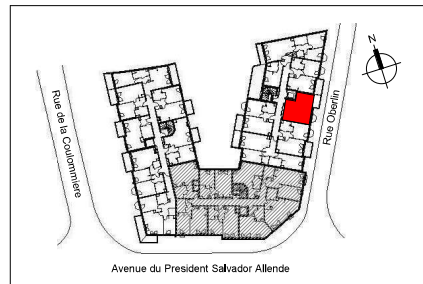 Rue de la Coulommiere
Rue Oberlin
N
Avenue du President Salvador Allende